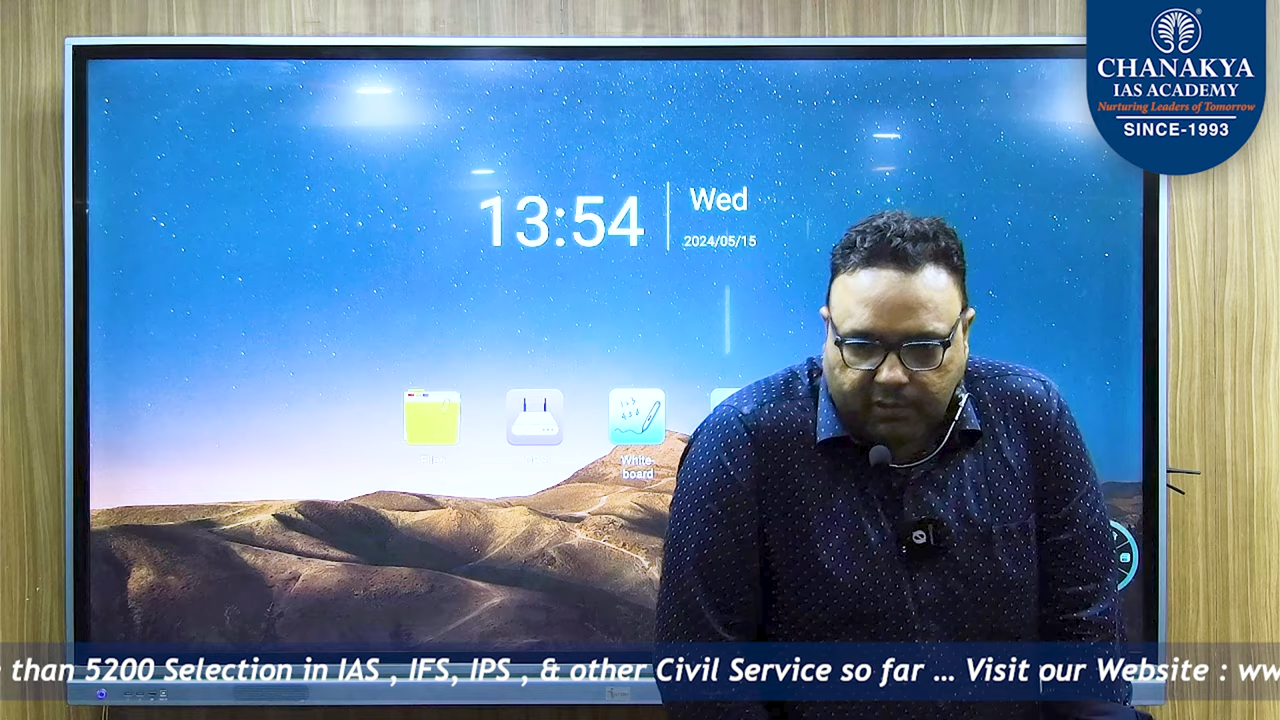 CHANAKYA
IAS ACADEMY
Nurturing Leaders of Tomorrow
SINCE-1993
13:54
Wed
2024/05/15
Files
White-
board
than 5200 Selection in IAS , IFS, IPS , & other Civil Service so far ... Visit our Website : ww